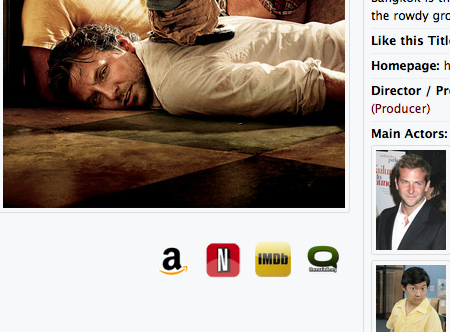 Bangkok is th
the rowdy gro
Like this Title
Homepage: h
Director / Pr
(Producer)
Main Actors:
a N IMDb